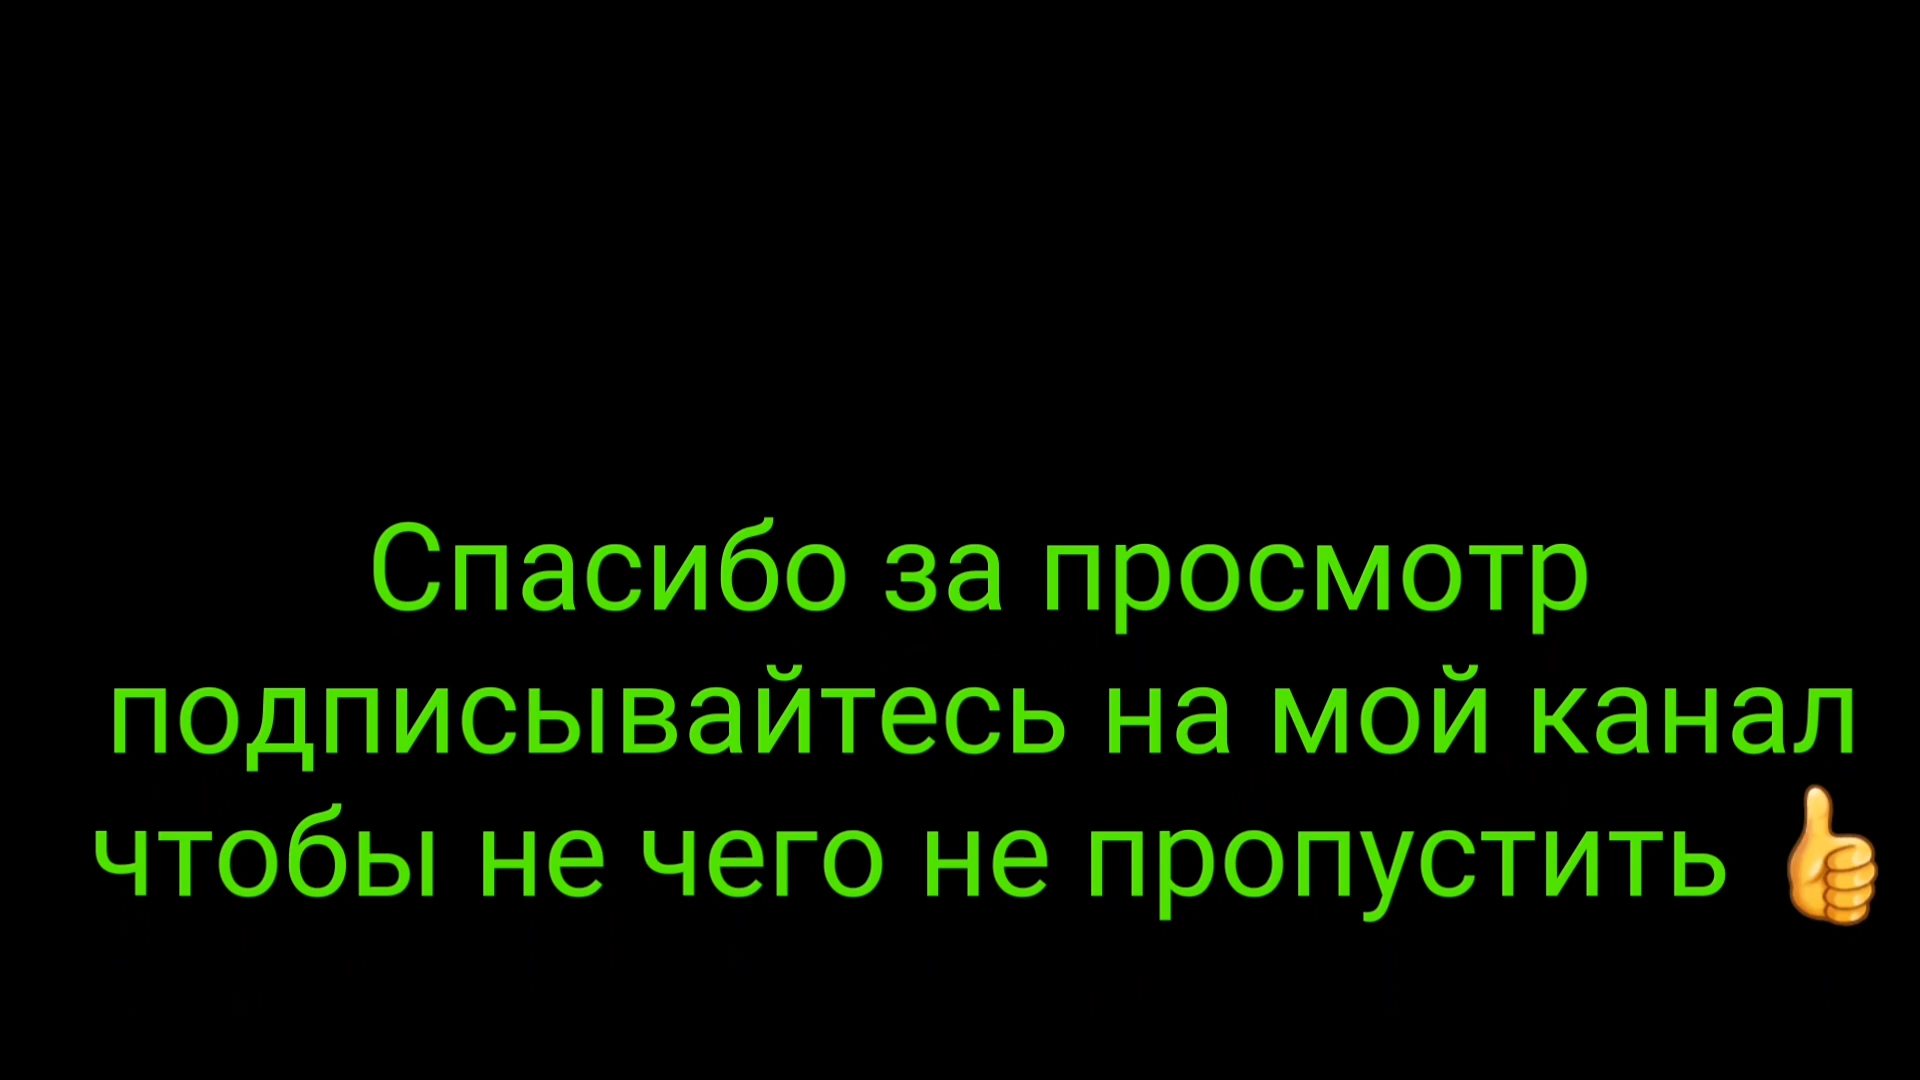 Спасибо за просмотр
подписывайтесь на мой канал
чтобы не чего не пропустить 👍